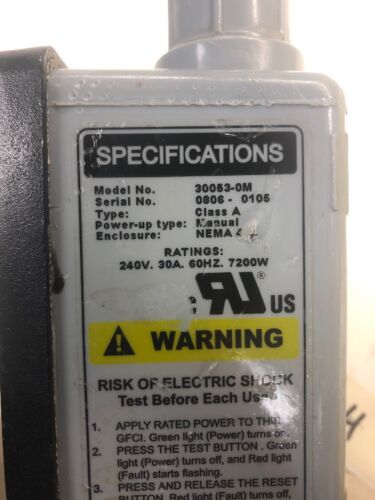 SPECIFICATIONS
Model No. 30053-0M
Serial No. 0806 - 0105
Type: Class A
Power-up type: Manual
Enclosure: NEMA 4
RATINGS:
240V. 30A. 60HZ. 7200W
RU® US
WARNING
RISK OF ELECTRIC SHOCK
Test Before Each Use
1. APPLY RATED POWER TO THE
GFCI. Green light (Power) turns on.
2. PRESS THE TEST BUTTON. Green
light (Power) turns off, and Red light
(Fault) starts flashing.
3. PRESS AND RELEASE THE RESET
BUTTON. Red light (Fault) turns off